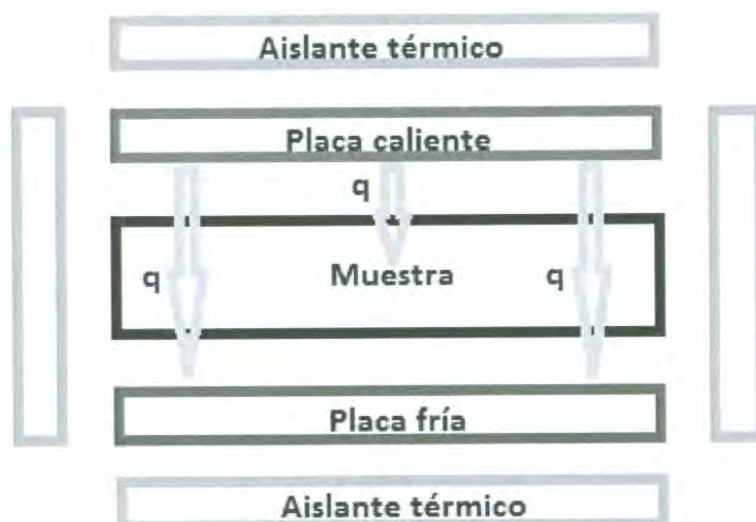 Aislante térmico
Placa caliente
q
Muestra
q
q
Placa fría
Aislante térmico